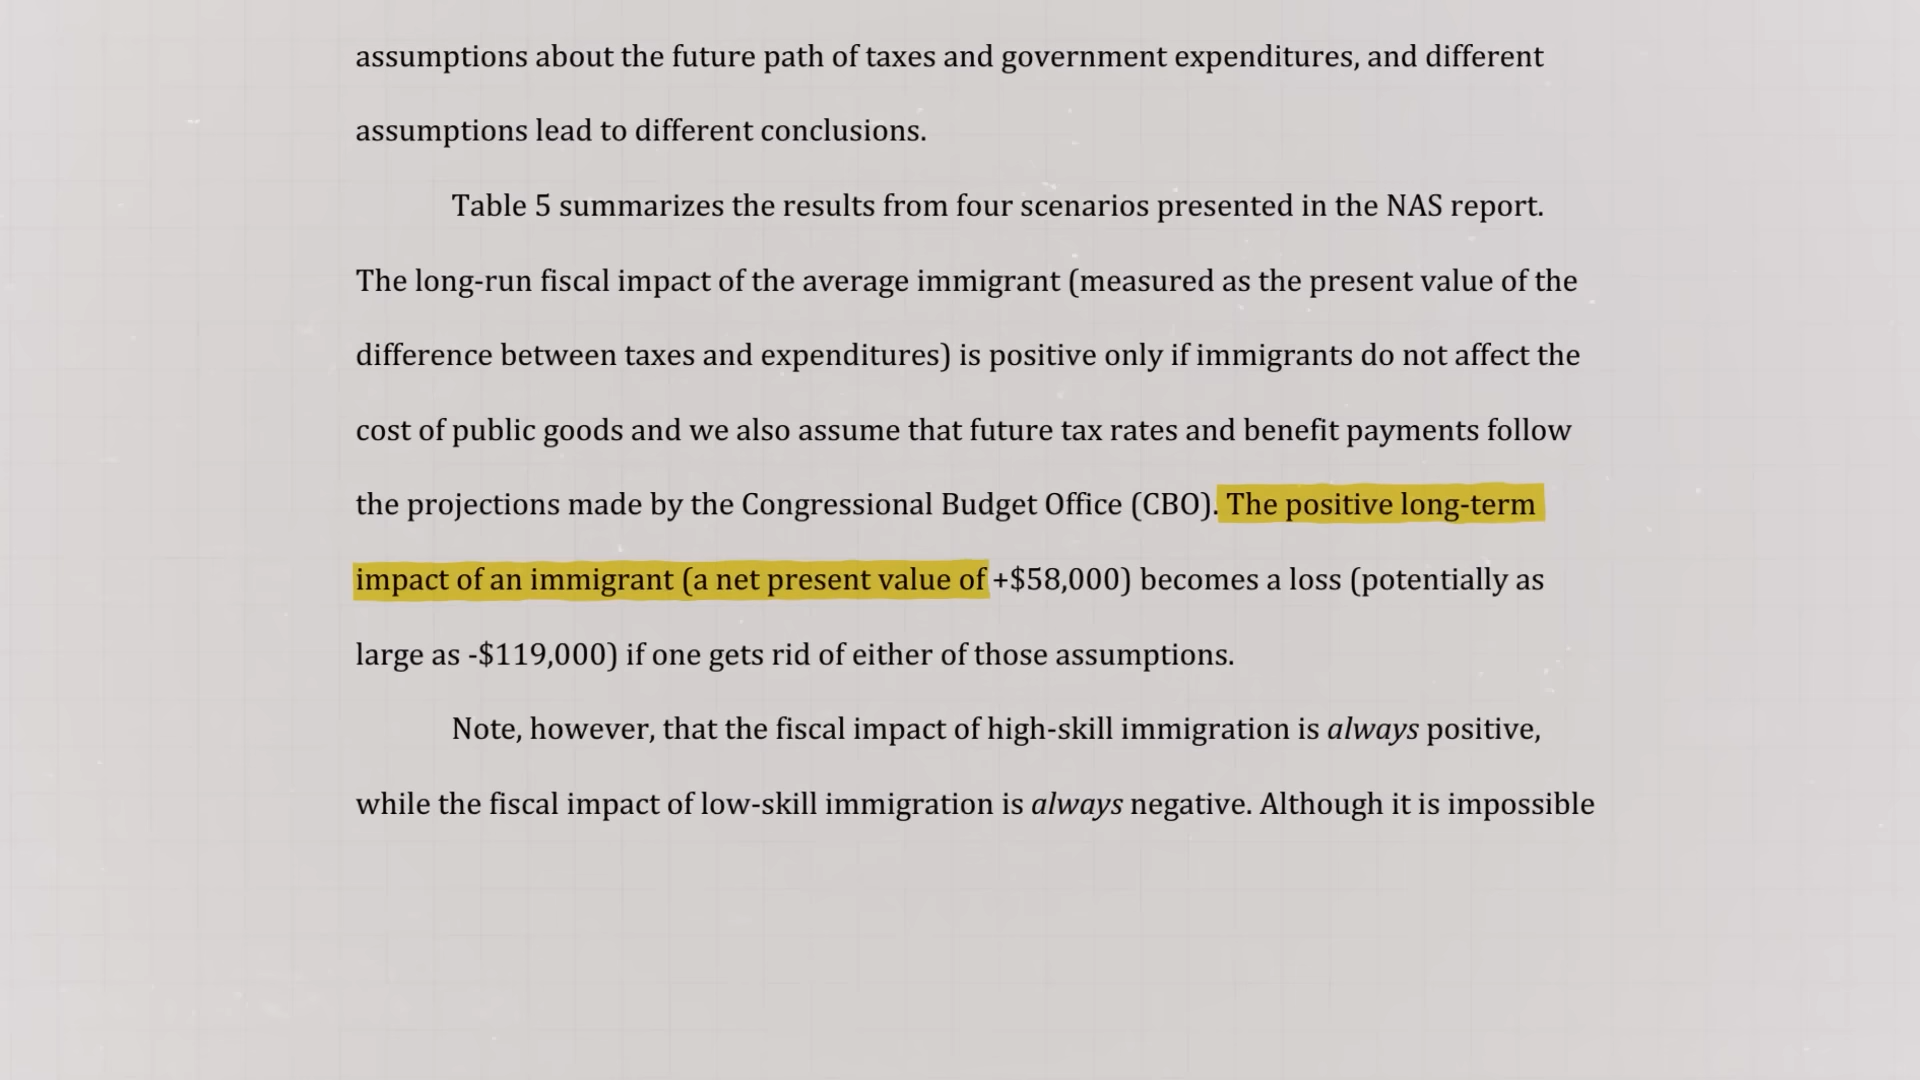 assumptions about the future path of taxes and government expenditures, and different
assumptions lead to different conclusions.
Table 5 summarizes the results from four scenarios presented in the NAS report.
The long-run fiscal impact of the average immigrant (measured as the present value of the
difference between taxes and expenditures) is positive only if immigrants do not affect the
cost of public goods and we also assume that future tax rates and benefit payments follow
the projections made by the Congressional Budget Office (CBO). The positive long-term
impact of an immigrant (a net present value of +$58,000) becomes a loss (potentially as
large as -$119,000) if one gets rid of either of those assumptions.
Note, however, that the fiscal impact of high-skill immigration is always positive,
while the fiscal impact of low-skill immigration is always negative. Although it is impossible